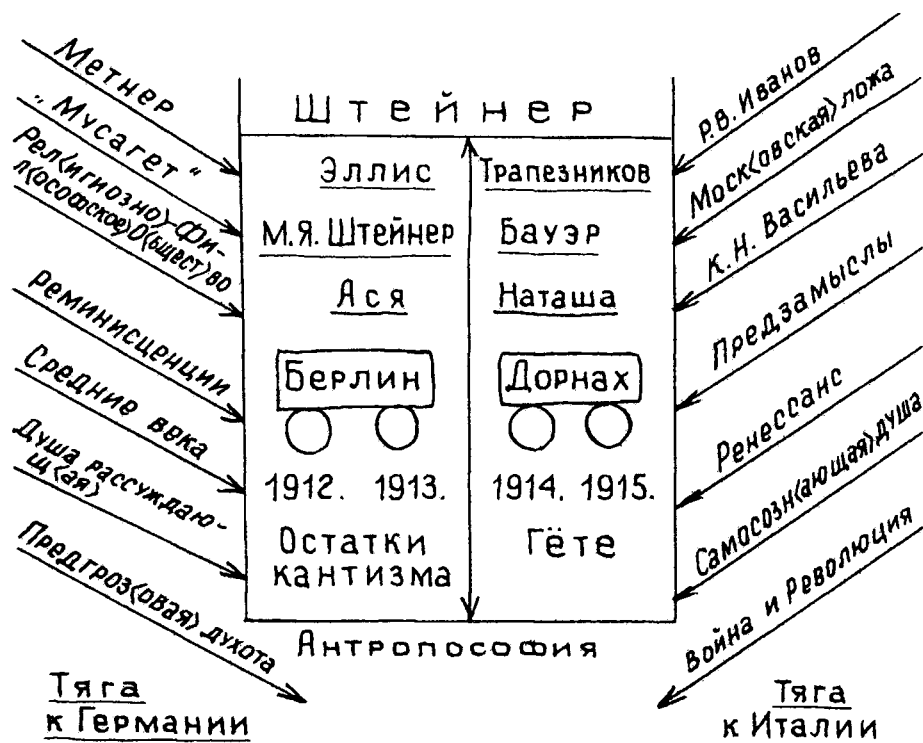 Метнер
„Мусагет“
Рел<игиозно>-фи-
л<ософское> О<бщест>во
Реминисценции
Средние века
Душа рассуждаю-
щ<ая>
Предгроз<овая> духота
Тяга
к Германии
Штейнер
Эллис
М.Я. Штейнер
Ася
Берлин
1912. 1913.
Остатки
кантизма
Трапезников
Бауэр
Наташа
Дорнах
1914. 1915.
Гёте
Антропософия
Р.В. Иванов
Моск<овская> ложа
К.Н. Васильева
Предзамыслы
Ренессанс
Самосозн<ающая> душа
Война и Революция
Тяга
к Италии